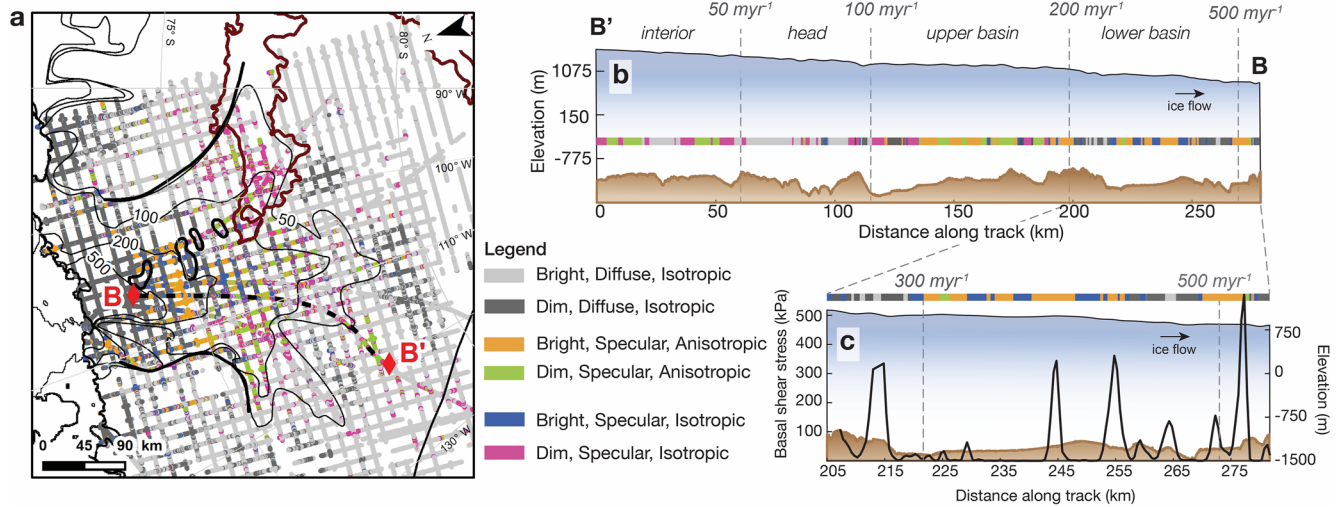 a
75° S
80° S
N
90° W
100° W
110° W
130° W
100
200
500
50
B
B'
0 45 90 km
Legend
Bright, Diffuse, Isotropic
Dim, Diffuse, Isotropic
Bright, Specular, Anisotropic
Dim, Specular, Anisotropic
Bright, Specular, Isotropic
Dim, Specular, Isotropic
50 myr⁻¹ 100 myr⁻¹ 200 myr⁻¹ 500 myr⁻¹
B' interior head upper basin lower basin
b
B
ice flow
Elevation (m)
1075
150
-775
0 50 100 150 200 250
Distance along track (km)
300 myr⁻¹ 500 myr⁻¹
c
ice flow
Basal shear stress (kPa)
500
400
300
200
100
Elevation (m)
750
0
-750
-1500
205 215 225 235 245 255 265 275
Distance along track (km)